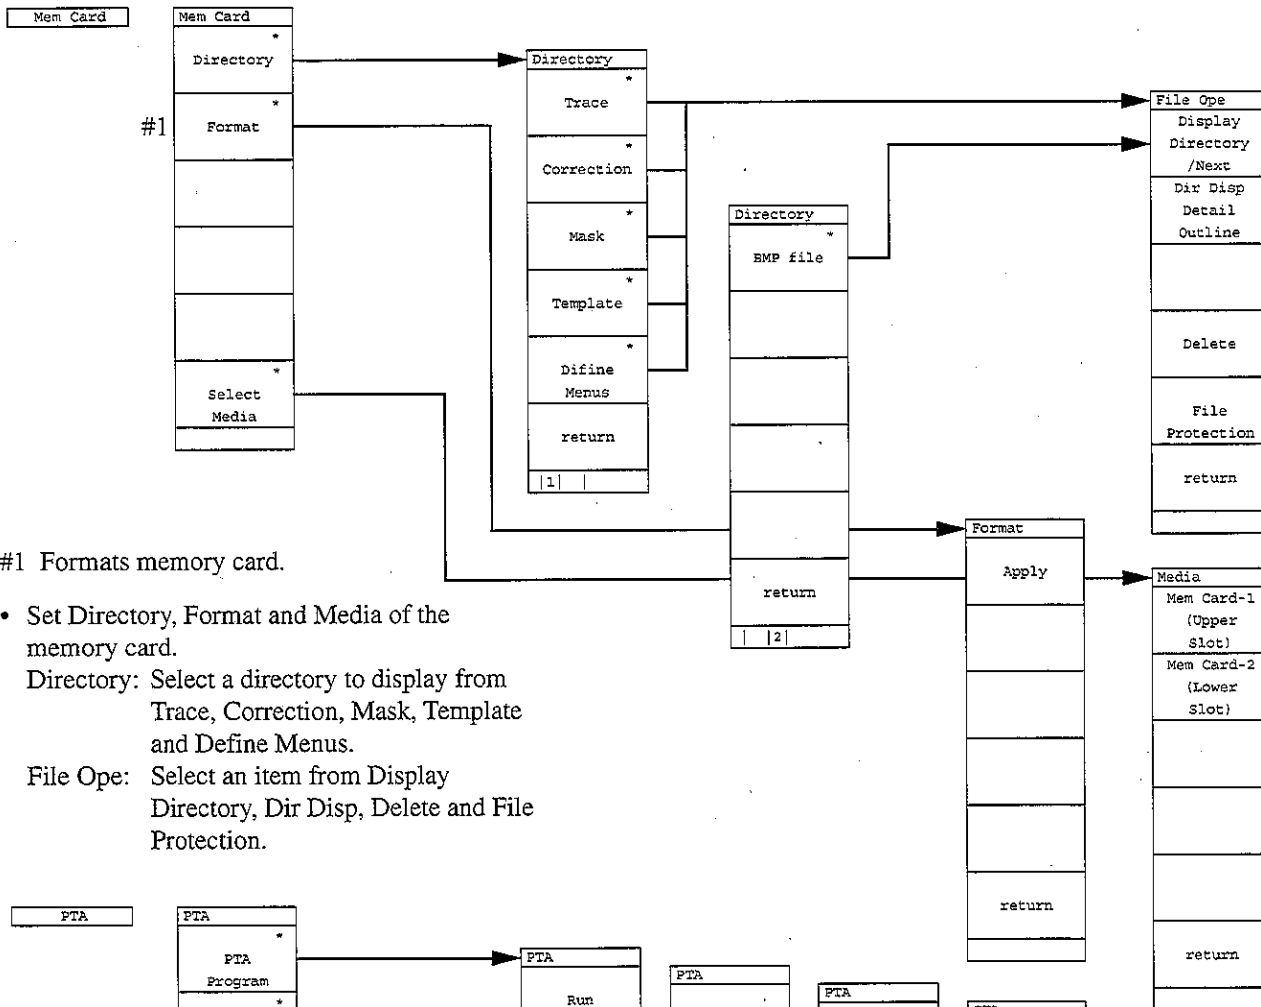 Mem Card
Mem Card
*
Directory
*
#1 Format
*
Select
Media
Directory
*
Trace
*
Correction
*
Mask
*
Template
*
Difine
Menus
return
|1| |
Directory
*
BMP file
return
| |2|
File Ope
Display
Directory
/Next
Dir Disp
Detail
Outline
Delete
File
Protection
return
Format
Apply
return
Media
Mem Card-1
(Upper
Slot)
Mem Card-2
(Lower
Slot)
return
#1 Formats memory card.
• Set Directory, Format and Media of the
memory card.
Directory: Select a directory to display from
Trace, Correction, Mask, Template
and Define Menus.
File Ope: Select an item from Display
Directory, Dir Disp, Delete and File
Protection.
PTA
PTA
*
PTA
Program
*
PTA
Run
PTA
PTA